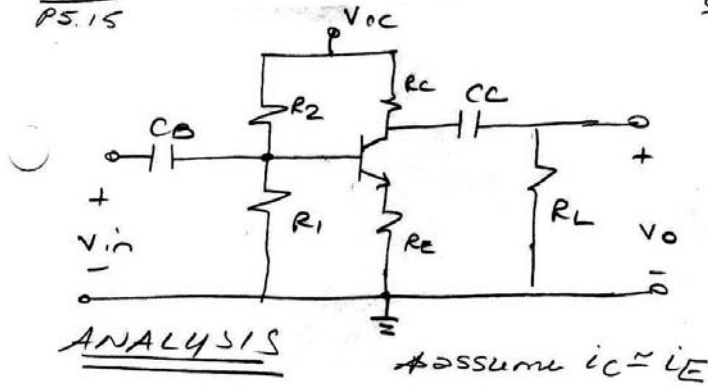 P5.15
Vcc
R2
RC
CC
CB
+
Vin
-
R1
RE
RL
+
Vo
-
ANALYSIS
assume ic ≃ iE